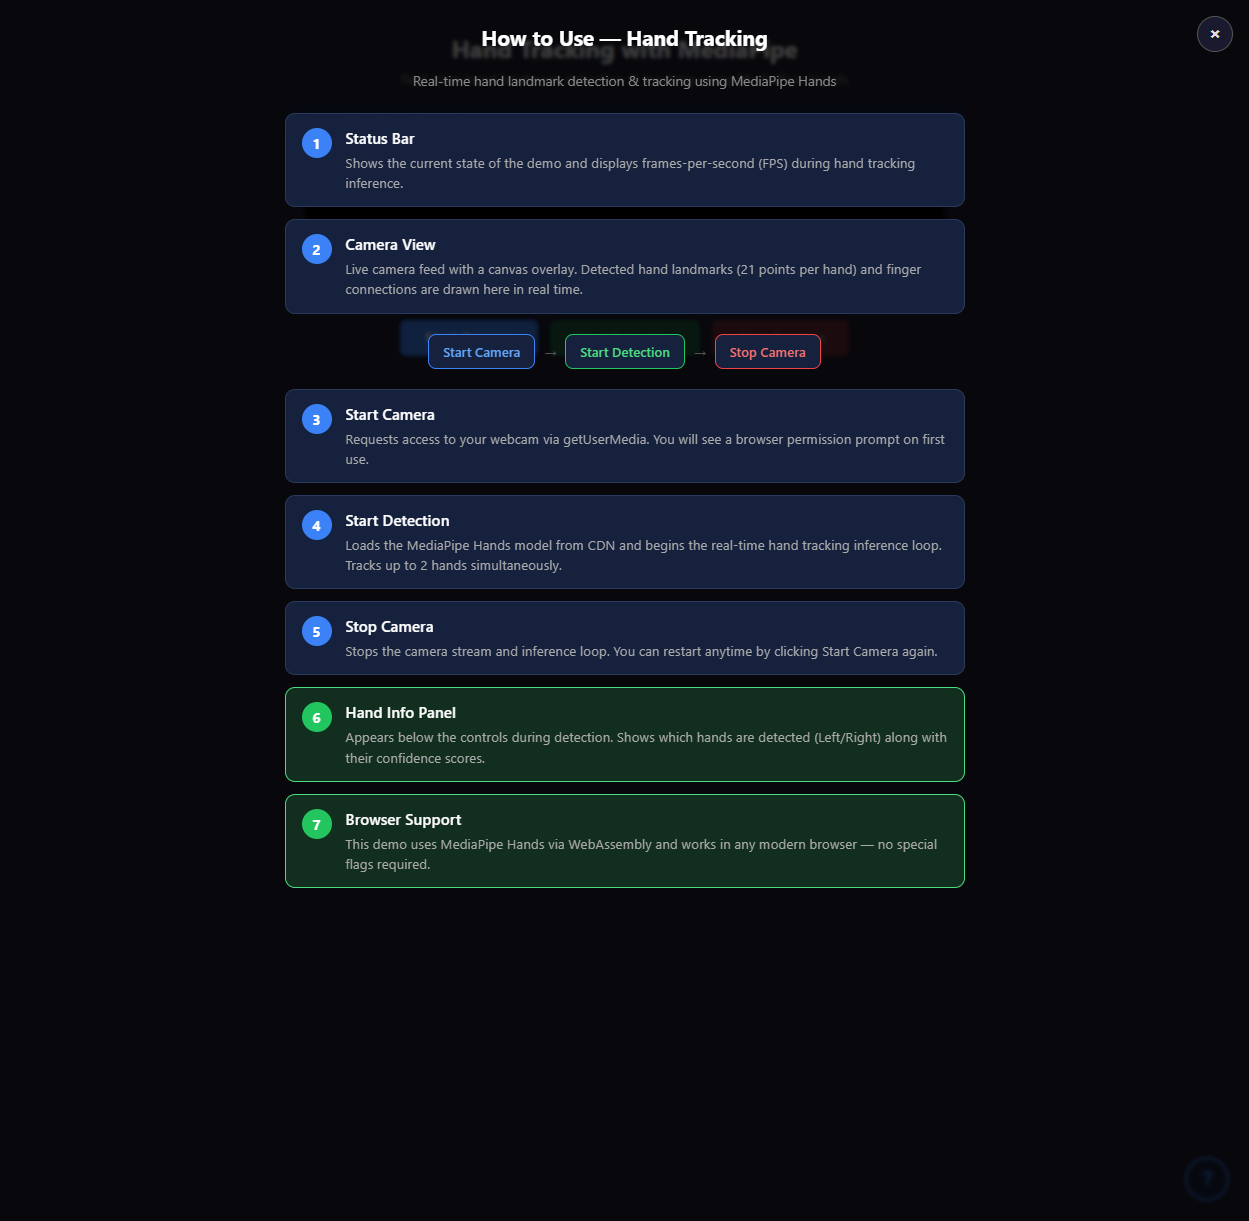 How to Use — Hand Tracking
Hand Tracking with MediaPipe
Real-time hand landmark detection & tracking using MediaPipe Hands
×
1
Status Bar
Shows the current state of the demo and displays frames-per-second (FPS) during hand tracking
inference.
2
Camera View
Live camera feed with a canvas overlay. Detected hand landmarks (21 points per hand) and finger
connections are drawn here in real time.
Start Camera → Start Detection → Stop Camera
3
Start Camera
Requests access to your webcam via getUserMedia. You will see a browser permission prompt on first
use.
4
Start Detection
Loads the MediaPipe Hands model from CDN and begins the real-time hand tracking inference loop.
Tracks up to 2 hands simultaneously.
5
Stop Camera
Stops the camera stream and inference loop. You can restart anytime by clicking Start Camera again.
6
Hand Info Panel
Appears below the controls during detection. Shows which hands are detected (Left/Right) along with
their confidence scores.
7
Browser Support
This demo uses MediaPipe Hands via WebAssembly and works in any modern browser — no special
flags required.
?